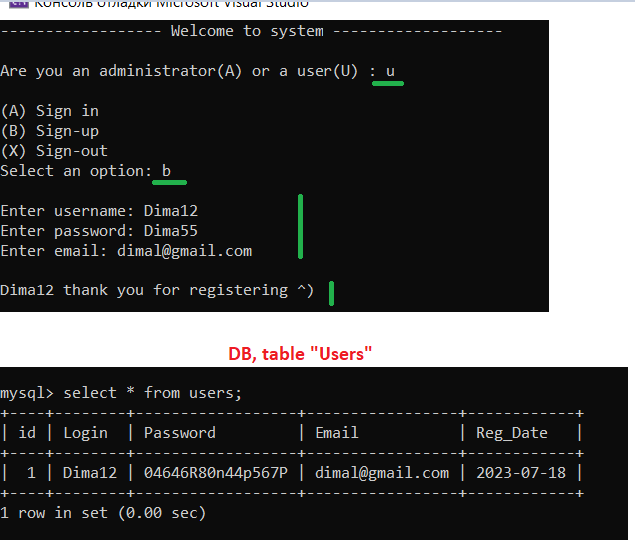 Консоль отладки Microsoft Visual Studio
------------------ Welcome to system -------------------
Are you an administrator(A) or a user(U) : u
(A) Sign in
(B) Sign-up
(X) Sign-out
Select an option: b
Enter username: Dima12
Enter password: Dima55
Enter email: dimal@gmail.com
Dima12 thank you for registering ^)
DB, table "Users"
mysql> select * from users;
+----+--------+------------------+-----------------+------------+
| id | Login  | Password         | Email           | Reg_Date   |
+----+--------+------------------+-----------------+------------+
|  1 | Dima12 | 04646R80n44p567P | dimal@gmail.com | 2023-07-18 |
+----+--------+------------------+-----------------+------------+
1 row in set (0.00 sec)